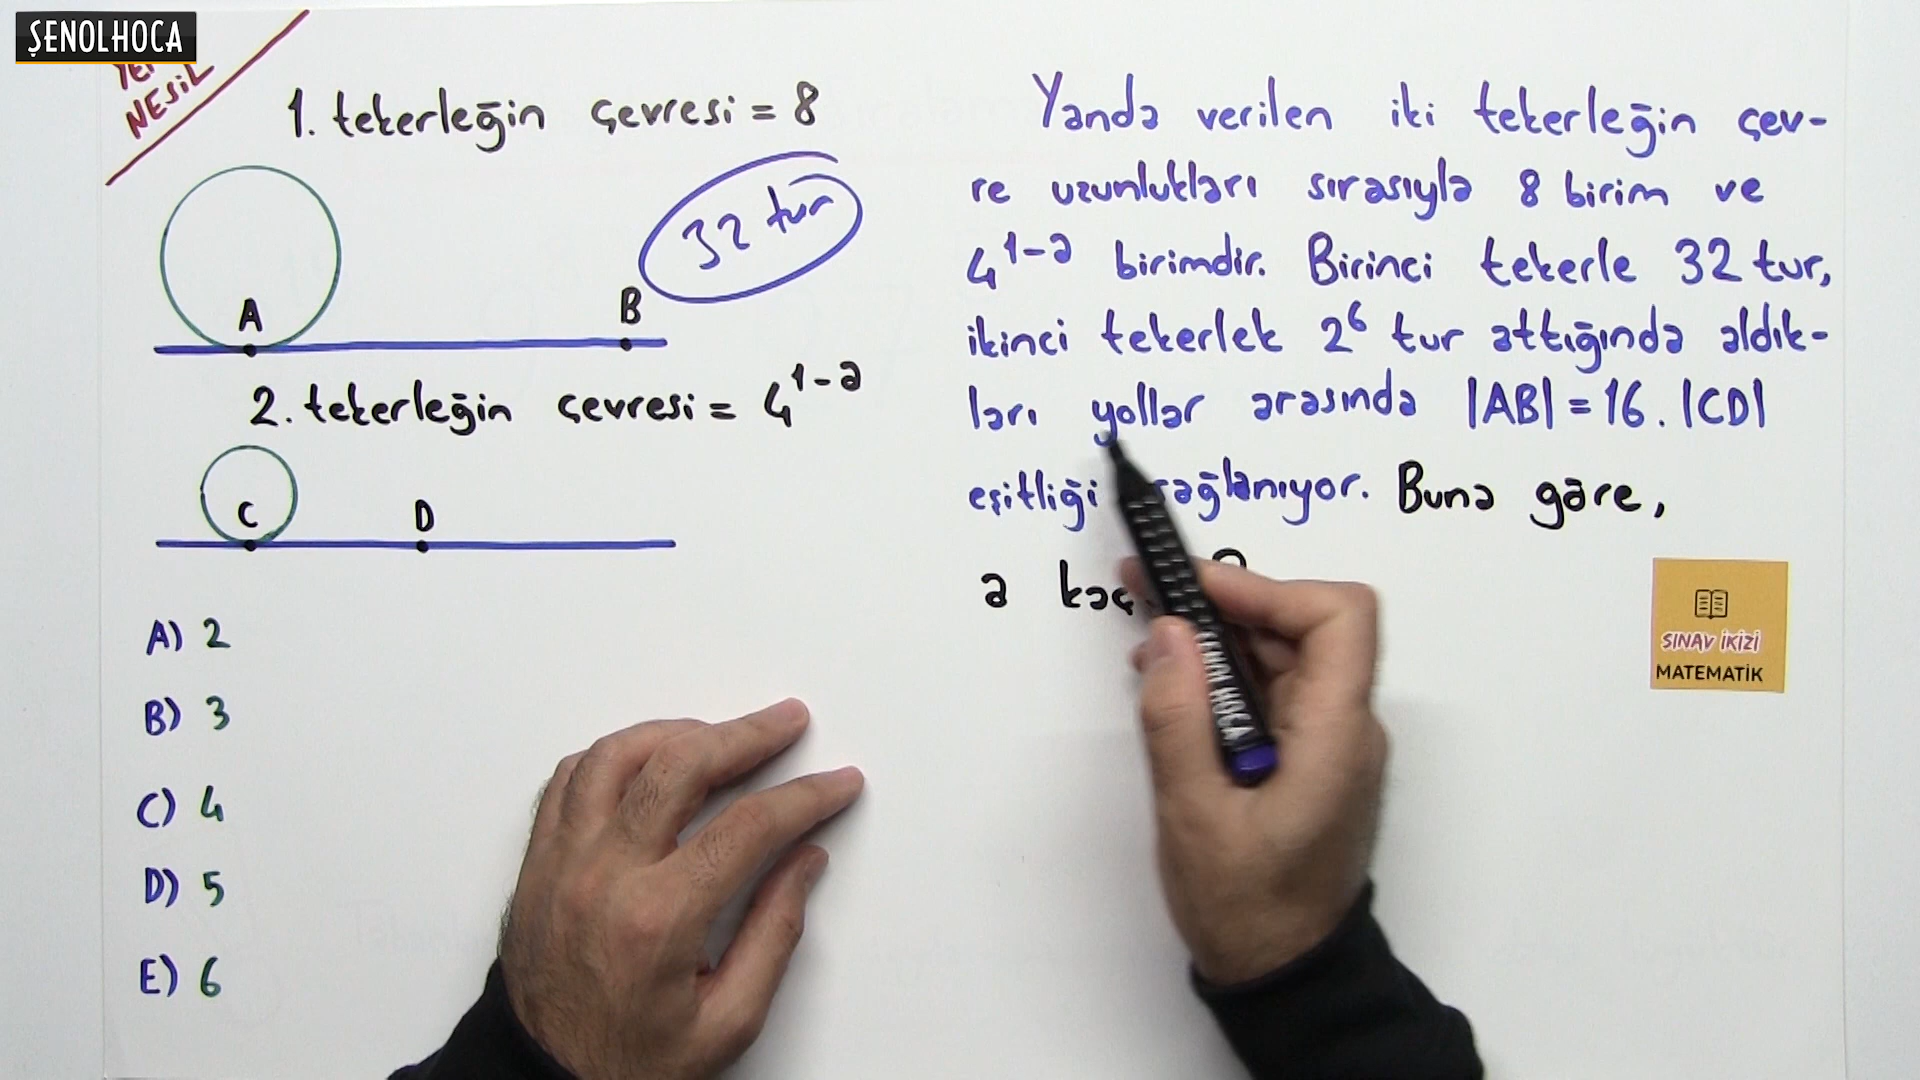 ŞENOLHOCA
NESİL
1. tekerleğin çevresi = 8
32 tur
A
B
2. tekerleğin çevresi = 4^1-a
C
D
A) 2
B) 3
C) 4
D) 5
E) 6
Yanda verilen iki tekerleğin çev-
re uzunlukları sırasıyla 8 birim ve
4^1-a birimdir. Birinci tekerle 32 tur,
ikinci tekerlek 2^6 tur attığında aldık-
ları yollar arasında |AB| = 16 . |CD|
eşitliği sağlanıyor. Buna göre,
a kaç
SINAV İKİZİ
MATEMATİK
ŞENOL HOCA